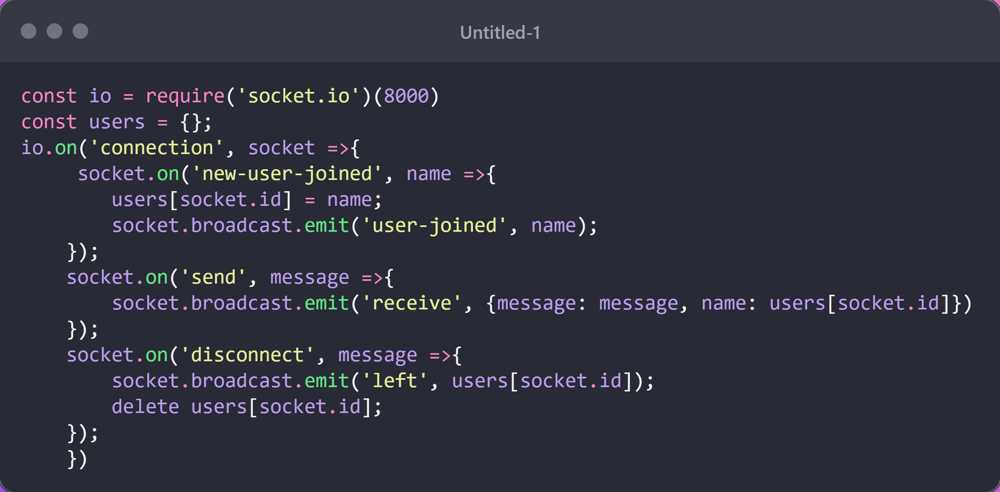 Untitled-1
const io = require('socket.io')(8000)
const users = {};
io.on('connection', socket =>{
     socket.on('new-user-joined', name =>{
        users[socket.id] = name;
        socket.broadcast.emit('user-joined', name);
    });
    socket.on('send', message =>{
        socket.broadcast.emit('receive', {message: message, name: users[socket.id]})
    });
    socket.on('disconnect', message =>{
        socket.broadcast.emit('left', users[socket.id]);
        delete users[socket.id];
    });
    })